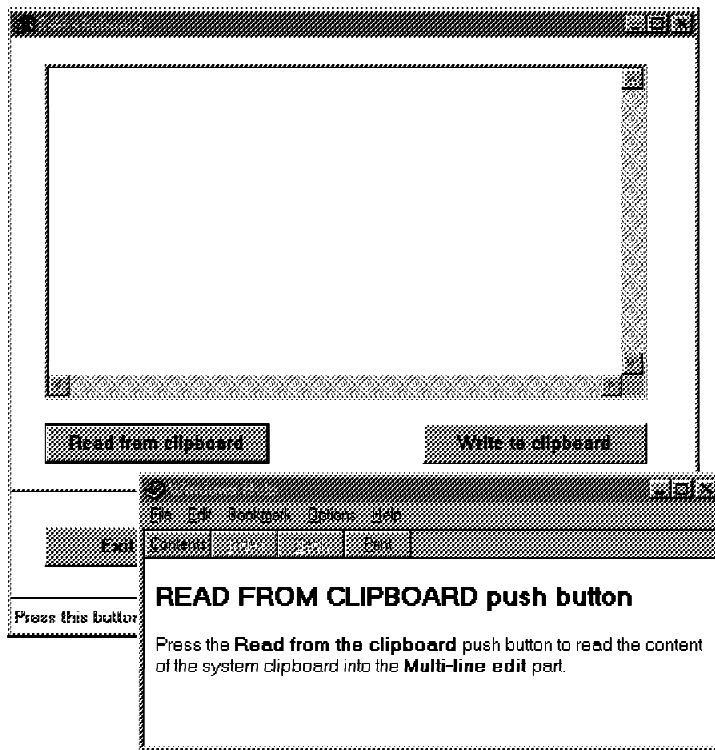 Read from clipboard
Write to clipboard
File Edit Bookmark Options Help
Exit
Contents Print
READ FROM CLIPBOARD push button
Press this button
Press the Read from the clipboard push button to read the content
of the system clipboard into the Multi-line edit part.